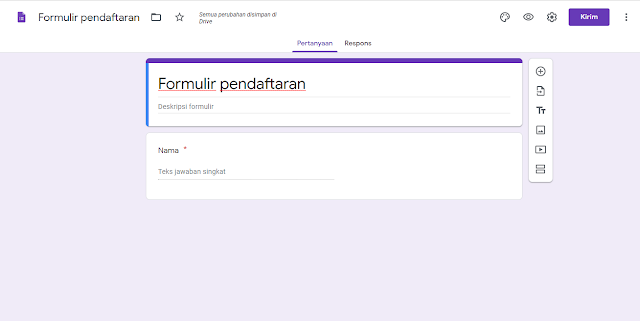 Formulir pendaftaran
Semua perubahan disimpan di
Drive
Kirim
Pertanyaan Respons
Formulir pendaftaran
Deskripsi formulir
Nama *
Teks jawaban singkat
Tт